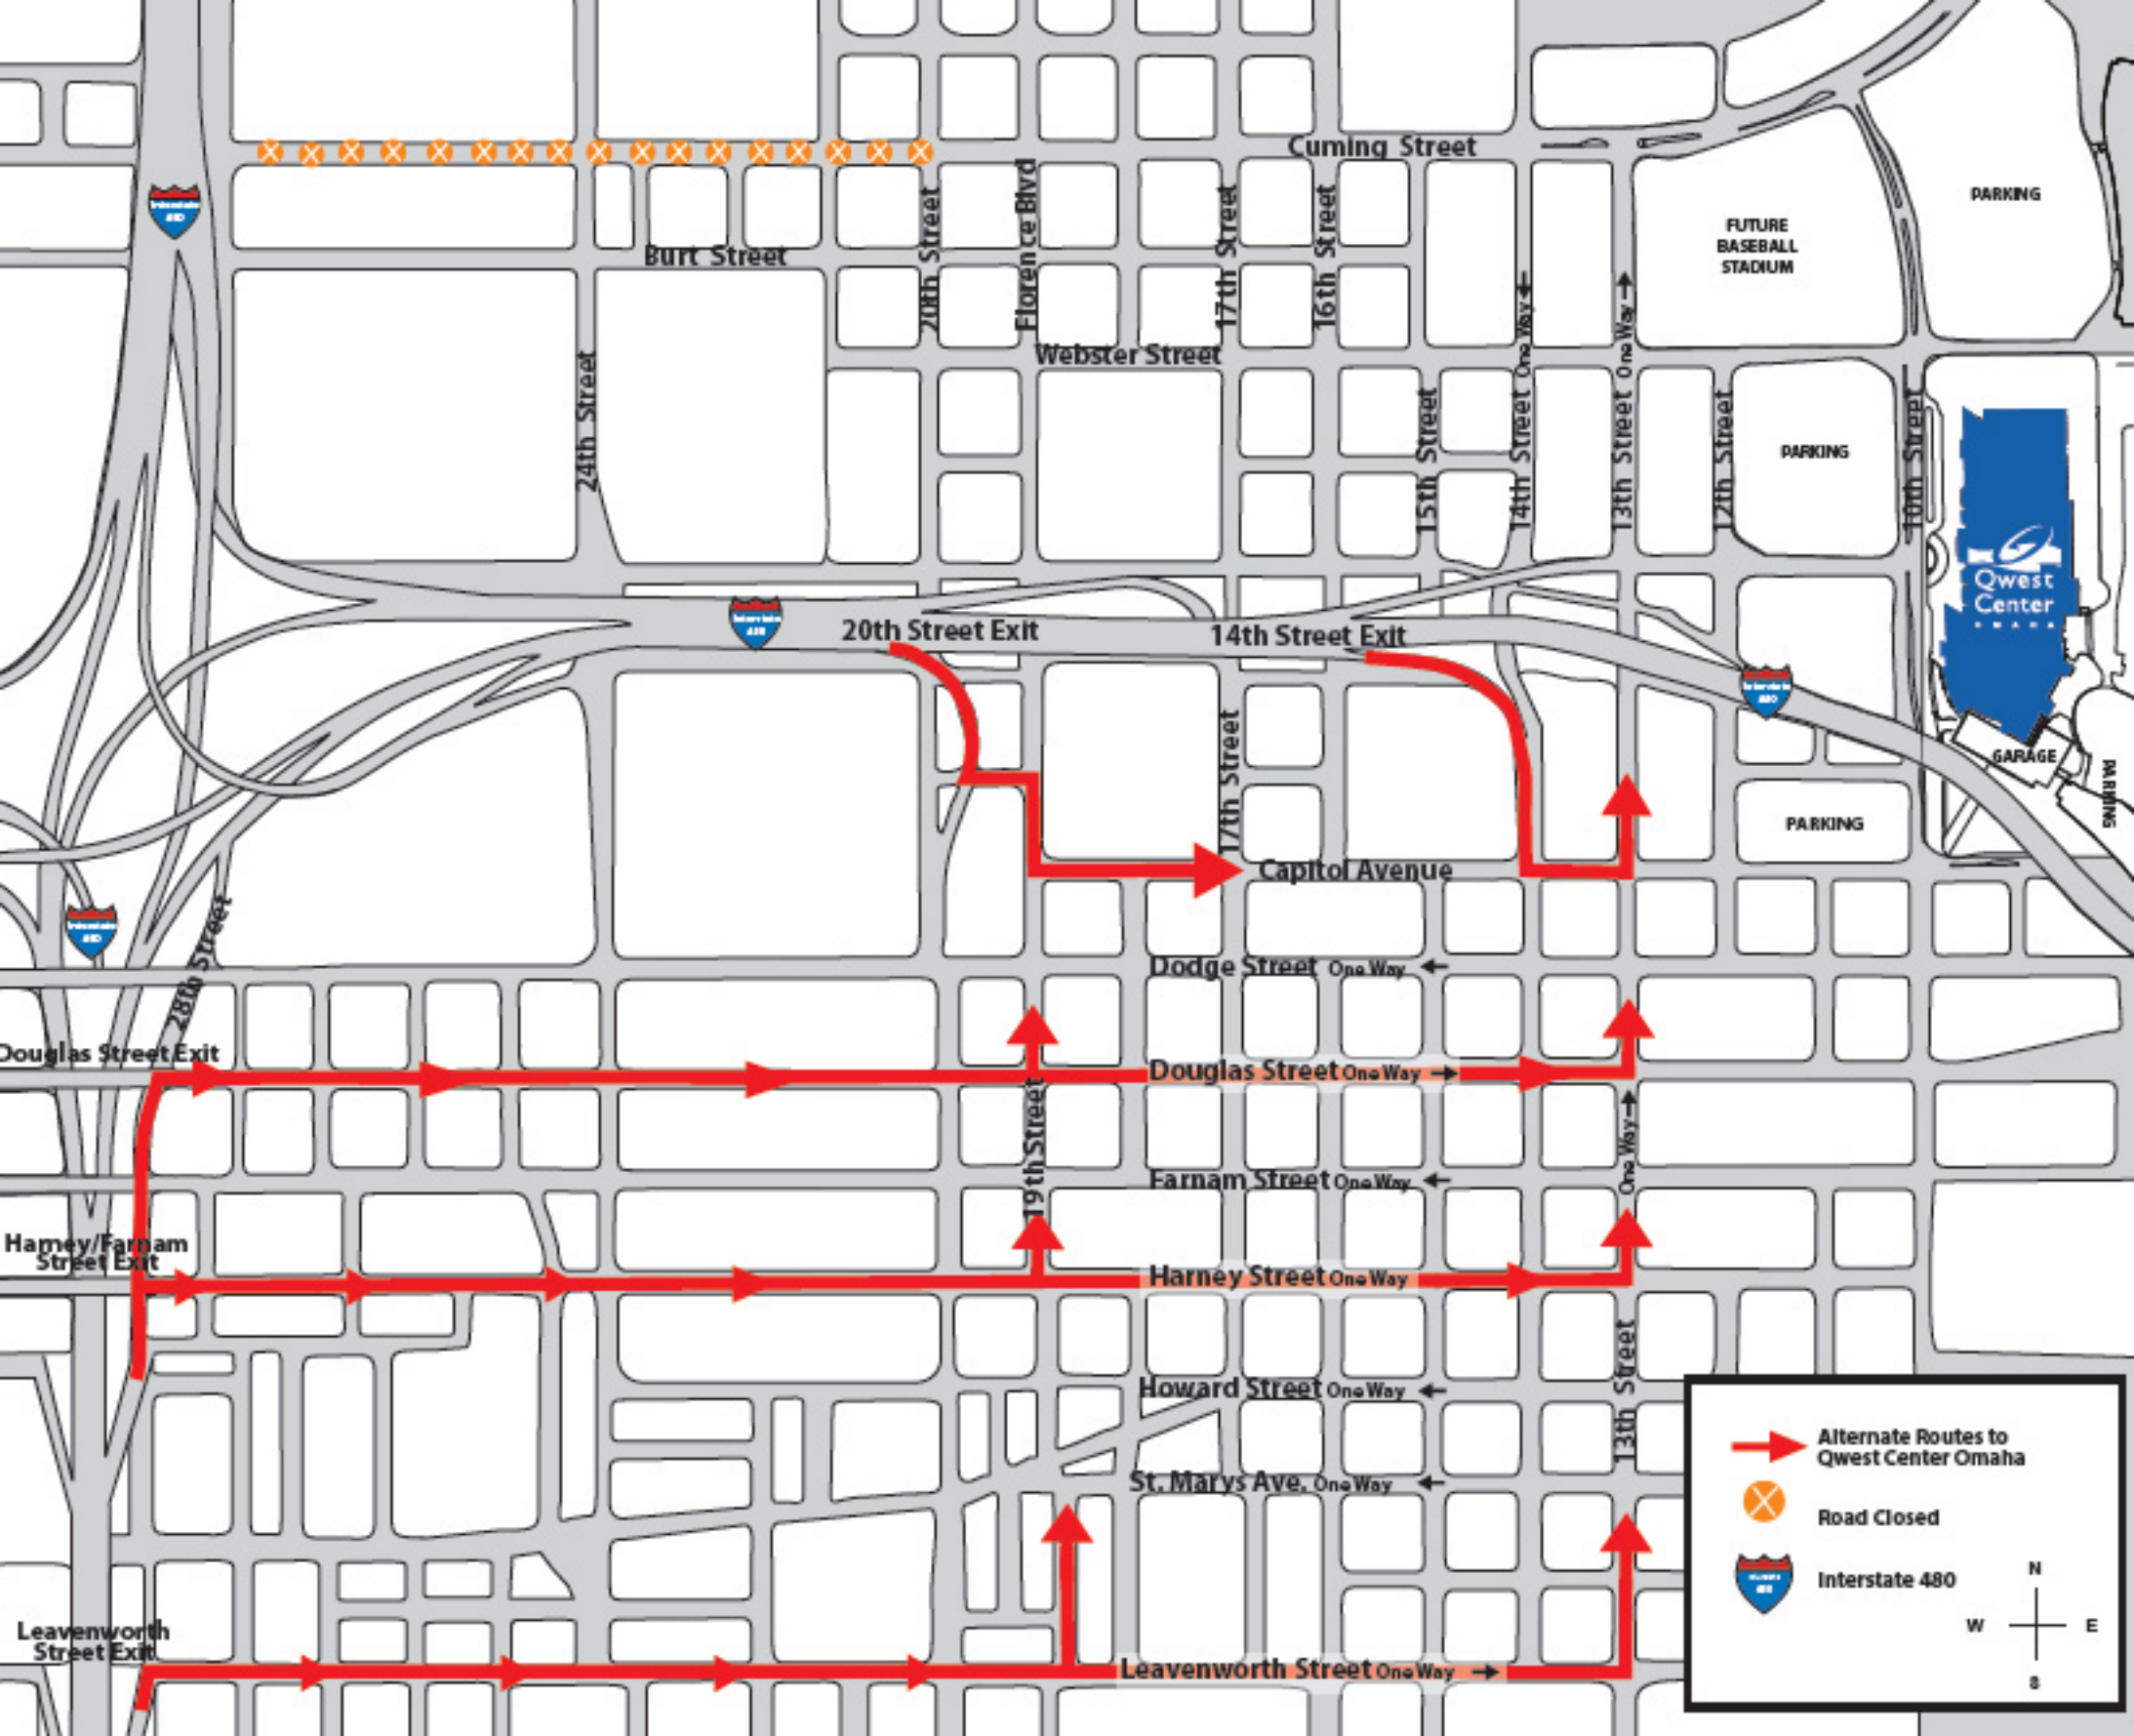 Cuming Street
PARKING
FUTURE
BASEBALL
STADIUM
20th Street
Florence Blvd
17th Street
16th Street
Burt Street
One Way
One Way
Webster Street
24th Street
15th Street
14th Street
13th Street
12th Street
PARKING
10th Street
Qwest
Center
OMAHA
20th Street Exit
14th Street Exit
17th Street
GARAGE
PARKING
PARKING
Capitol Avenue
28th Street
Dodge Street One Way
Douglas Street Exit
Douglas Street One Way
19th Street
One Way
Farnam Street One Way
Harney/Farnam
Street Exit
Harney Street One Way
13th Street
Howard Street One Way
St. Marys Ave. One Way
Leavenworth
Street Exit
Leavenworth Street One Way
Alternate Routes to
Qwest Center Omaha
Road Closed
Interstate 480
N
W
E
S